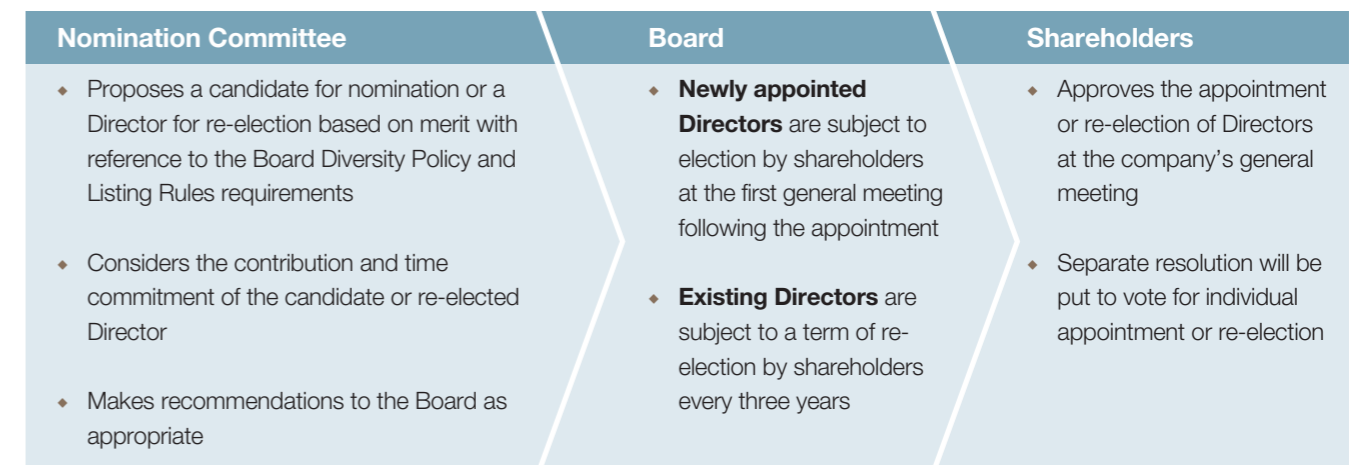 Nomination Committee
◆ Proposes a candidate for nomination or a
Director for re-election based on merit with
reference to the Board Diversity Policy and
Listing Rules requirements
◆ Considers the contribution and time
commitment of the candidate or re-elected
Director
◆ Makes recommendations to the Board as
appropriate
Board
◆ Newly appointed
Directors are subject to
election by shareholders
at the first general meeting
following the appointment
◆ Existing Directors are
subject to a term of re-
election by shareholders
every three years
Shareholders
◆ Approves the appointment
or re-election of Directors
at the company’s general
meeting
◆ Separate resolution will be
put to vote for individual
appointment or re-election